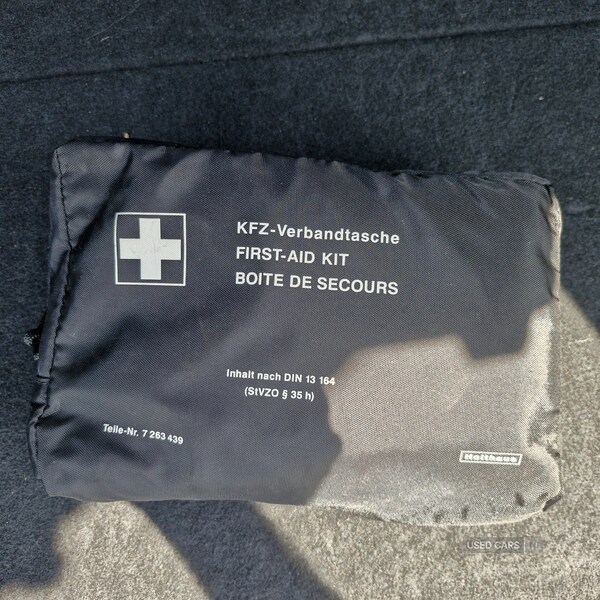 KFZ-Verbandtasche
FIRST-AID KIT
BOITE DE SECOURS
Inhalt nach DIN 13 164
(StVZO § 35 h)
Teile-Nr. 7 263 439
Holthaus
USED CARS NI